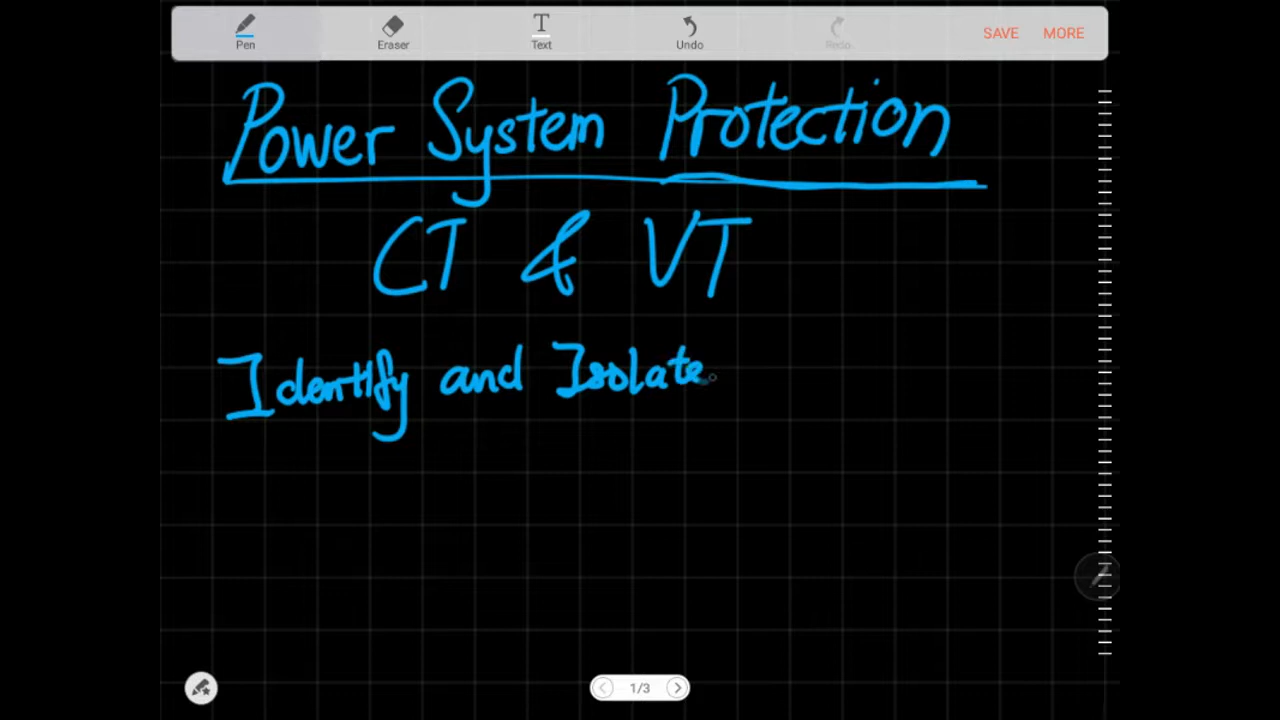 Pen Eraser Text Undo Redo SAVE MORE
Power System Protection
CT & VT
Identify and Isolate
1/3